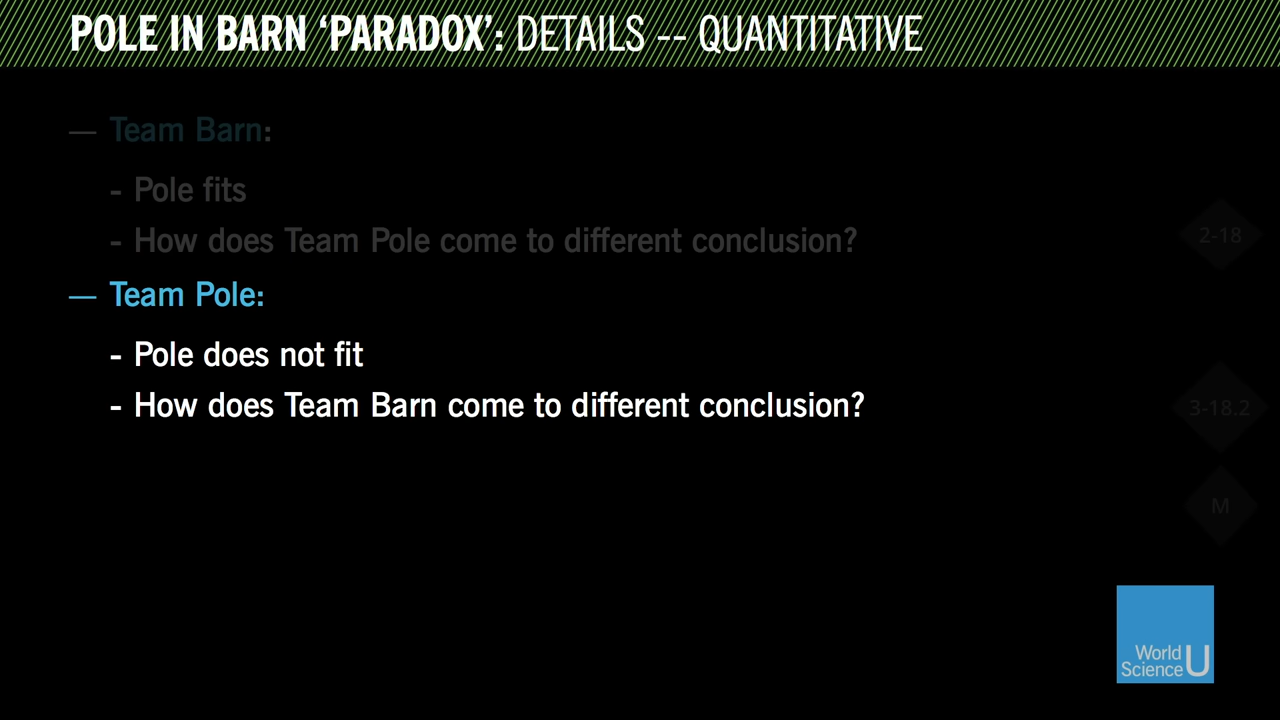 POLE IN BARN ‘PARADOX’: DETAILS -- QUANTITATIVE
— Team Barn:
- Pole fits
- How does Team Pole come to different conclusion?
2-18
— Team Pole:
- Pole does not fit
- How does Team Barn come to different conclusion?
3-18.2
M
World
Science U